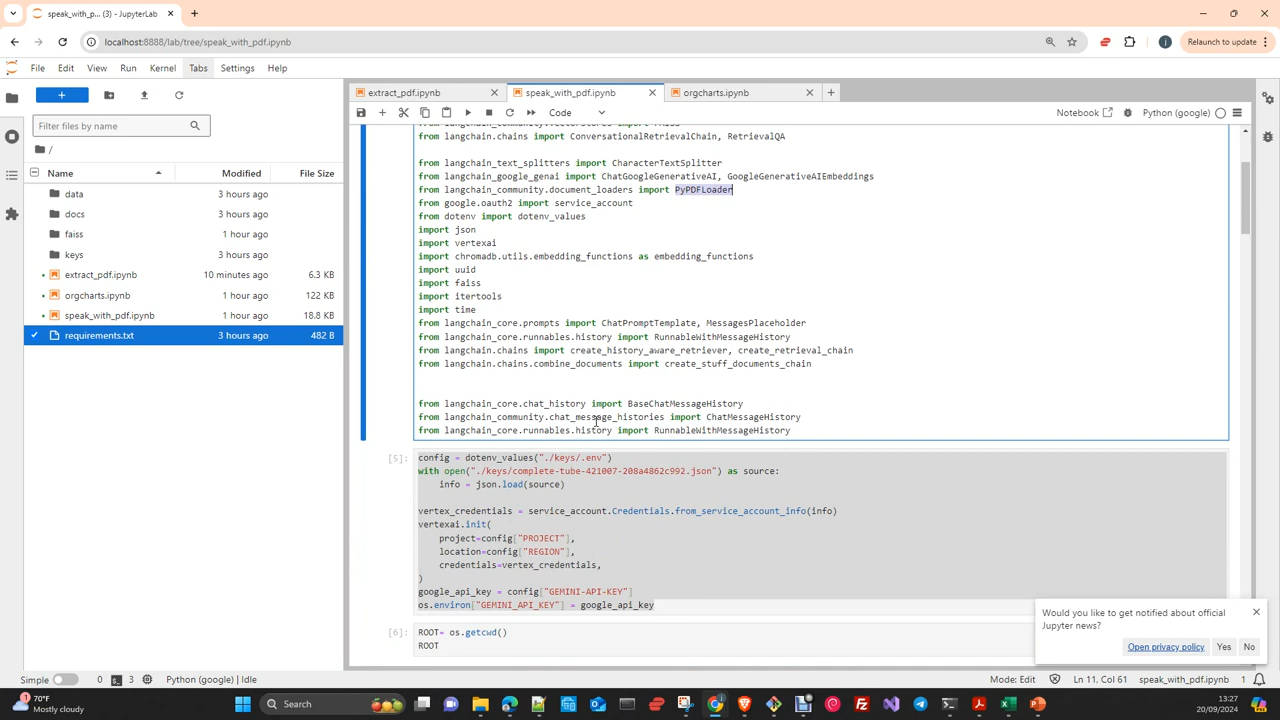 speak_with_p... (3) - JupyterLab
localhost:8888/lab/tree/speak_with_pdf.ipynb
Relaunch to update
File Edit View Run Kernel Tabs Settings Help
extract_pdf.ipynb
speak_with_pdf.ipynb
orgcharts.ipynb
Code
Notebook
Python (google)
Filter files by name
/
Name Modified File Size
data 1 hour ago
docs 3 hours ago
faiss 1 hour ago
keys 3 hours ago
extract_pdf.ipynb 10 minutes ago 6.3 KB
orgcharts.ipynb 1 hour ago 122 KB
speak_with_pdf.ipynb 1 hour ago 18.8 KB
requirements.txt 3 hours ago 482 B
from langchain.chains import ConversationalRetrievalChain, RetrievalQA
from langchain_text_splitters import CharacterTextSplitter
from langchain_google_genai import ChatGoogleGenerativeAI, GoogleGenerativeAIEmbeddings
from langchain_community.document_loaders import PyPDFLoader
from google.oauth2 import service_account
from dotenv import dotenv_values
import json
import vertexai
import chromadb.utils.embedding_functions as embedding_functions
import uuid
import faiss
import itertools
import time
from langchain_core.prompts import ChatPromptTemplate, MessagesPlaceholder
from langchain_core.runnables.history import RunnableWithMessageHistory
from langchain.chains import create_history_aware_retriever, create_retrieval_chain
from langchain.chains.combine_documents import create_stuff_documents_chain
from langchain_core.chat_history import BaseChatMessageHistory
from langchain_community.chat_message_histories import ChatMessageHistory
from langchain_core.runnables.history import RunnableWithMessageHistory
[5]: config = dotenv_values("./keys/.env")
with open("./keys/complete-tube-421007-208a4862c992.json") as source:
info = json.load(source)
vertex_credentials = service_account.Credentials.from_service_account_info(info)
vertexai.init(
project=config["PROJECT"],
location=config["REGION"],
credentials=vertex_credentials,
)
google_api_key = config["GEMINI-API-KEY"]
os.environ["GEMINI_API_KEY"] = google_api_key
[6]: ROOT= os.getcwd()
ROOT
Would you like to get notified about official
Jupyter news?
Open privacy policy Yes No
Simple 0 3 Python (google) | Idle
Mode: Edit Ln 11, Col 61 speak_with_pdf.ipynb 1
70°F
Mostly cloudly
Search
13:27
20/09/2024